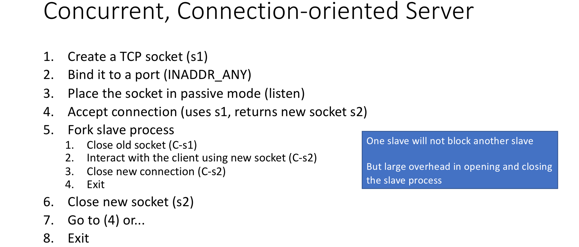 Concurrent, Connection-oriented Server
1. Create a TCP socket (s1)
2. Bind it to a port (INADDR_ANY)
3. Place the socket in passive mode (listen)
4. Accept connection (uses s1, returns new socket s2)
5. Fork slave process
1. Close old socket (C-s1)
2. Interact with the client using new socket (C-s2)
3. Close new connection (C-s2)
4. Exit
One slave will not block another slave
But large overhead in opening and closing
the slave process
6. Close new socket (s2)
7. Go to (4) or...
8. Exit